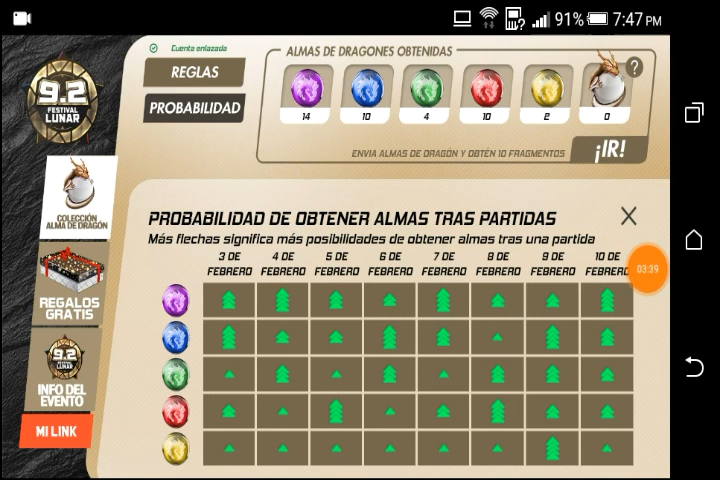 91% 7:47 PM
Cuenta enlazada
REGLAS
PROBABILIDAD
ALMAS DE DRAGONES OBTENIDAS
?
14 10 4 10 2 0
ENVIA ALMAS DE DRAGÓN Y OBTÉN 10 FRAGMENTOS
¡IR!
9.2
FESTIVAL
LUNAR
COLECCIÓN
ALMA DE DRAGÓN
REGALOS
GRATIS
9.2
INFO DEL
EVENTO
MI LINK
PROBABILIDAD DE OBTENER ALMAS TRAS PARTIDAS
Más flechas significa más posibilidades de obtener almas tras una partida
3 DE FEBRERO
4 DE FEBRERO
5 DE FEBRERO
6 DE FEBRERO
7 DE FEBRERO
8 DE FEBRERO
9 DE FEBRERO
10 DE FEBRERO
03:39